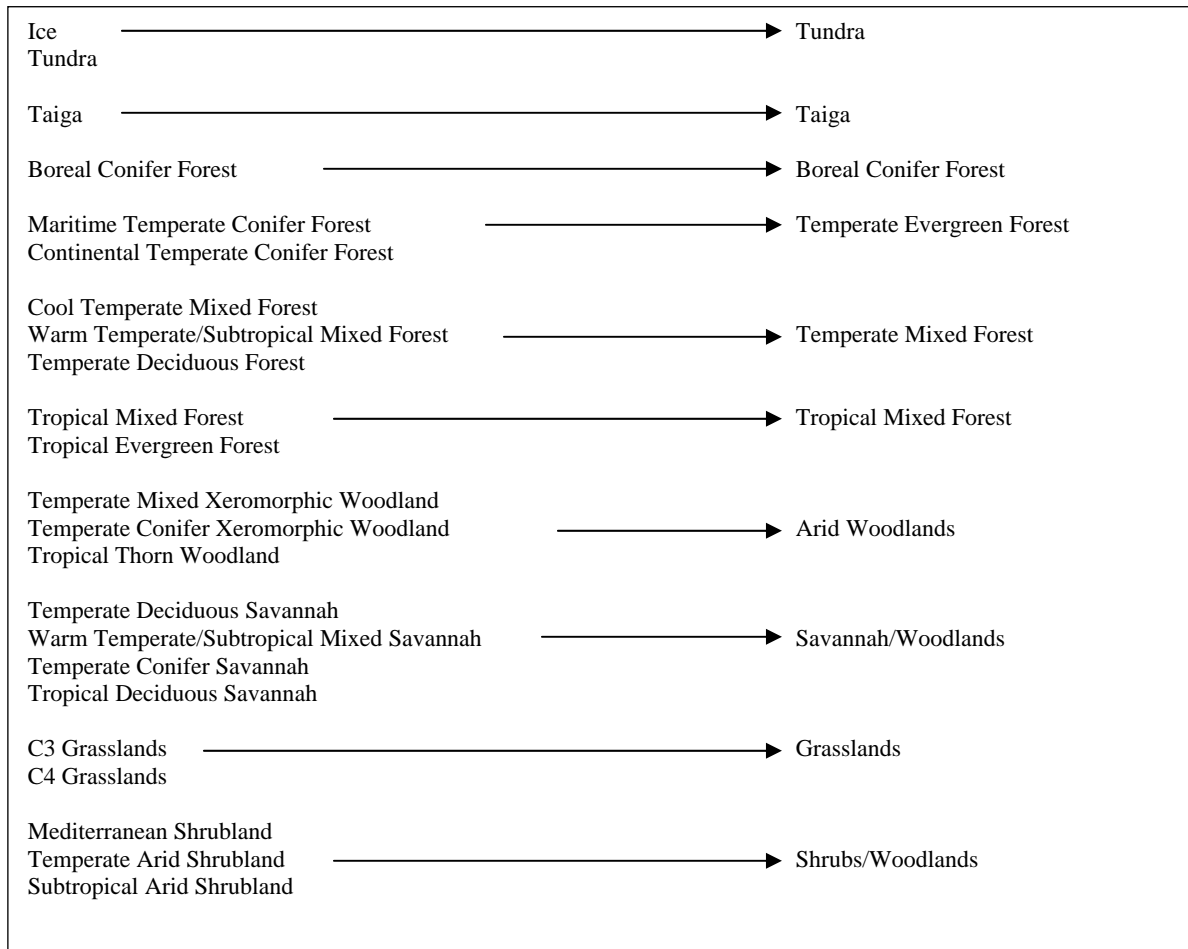 Ice Tundra
Tundra
Taiga Taiga
Boreal Conifer Forest Boreal Conifer Forest
Maritime Temperate Conifer Forest Temperate Evergreen Forest
Continental Temperate Conifer Forest
Cool Temperate Mixed Forest
Warm Temperate/Subtropical Mixed Forest Temperate Mixed Forest
Temperate Deciduous Forest
Tropical Mixed Forest Tropical Mixed Forest
Tropical Evergreen Forest
Temperate Mixed Xeromorphic Woodland
Temperate Conifer Xeromorphic Woodland Arid Woodlands
Tropical Thorn Woodland
Temperate Deciduous Savannah
Warm Temperate/Subtropical Mixed Savannah Savannah/Woodlands
Temperate Conifer Savannah
Tropical Deciduous Savannah
C3 Grasslands Grasslands
C4 Grasslands
Mediterranean Shrubland
Temperate Arid Shrubland Shrubs/Woodlands
Subtropical Arid Shrubland